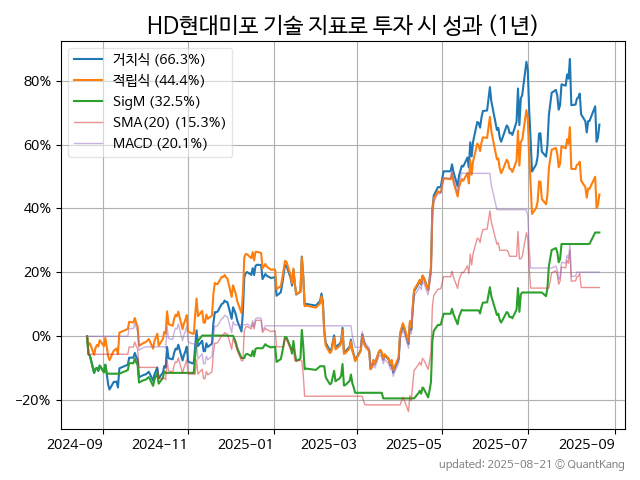 HD현대미포 기술 지표로 투자 시 성과 (1년)
거치식 (66.3%)
적립식 (44.4%)
SigM (32.5%)
SMA(20) (15.3%)
MACD (20.1%)
80%
60%
40%
20%
0%
−20%
2024-09 2024-11 2025-01 2025-03 2025-05 2025-07 2025-09
updated: 2025-08-21 © QuantKang